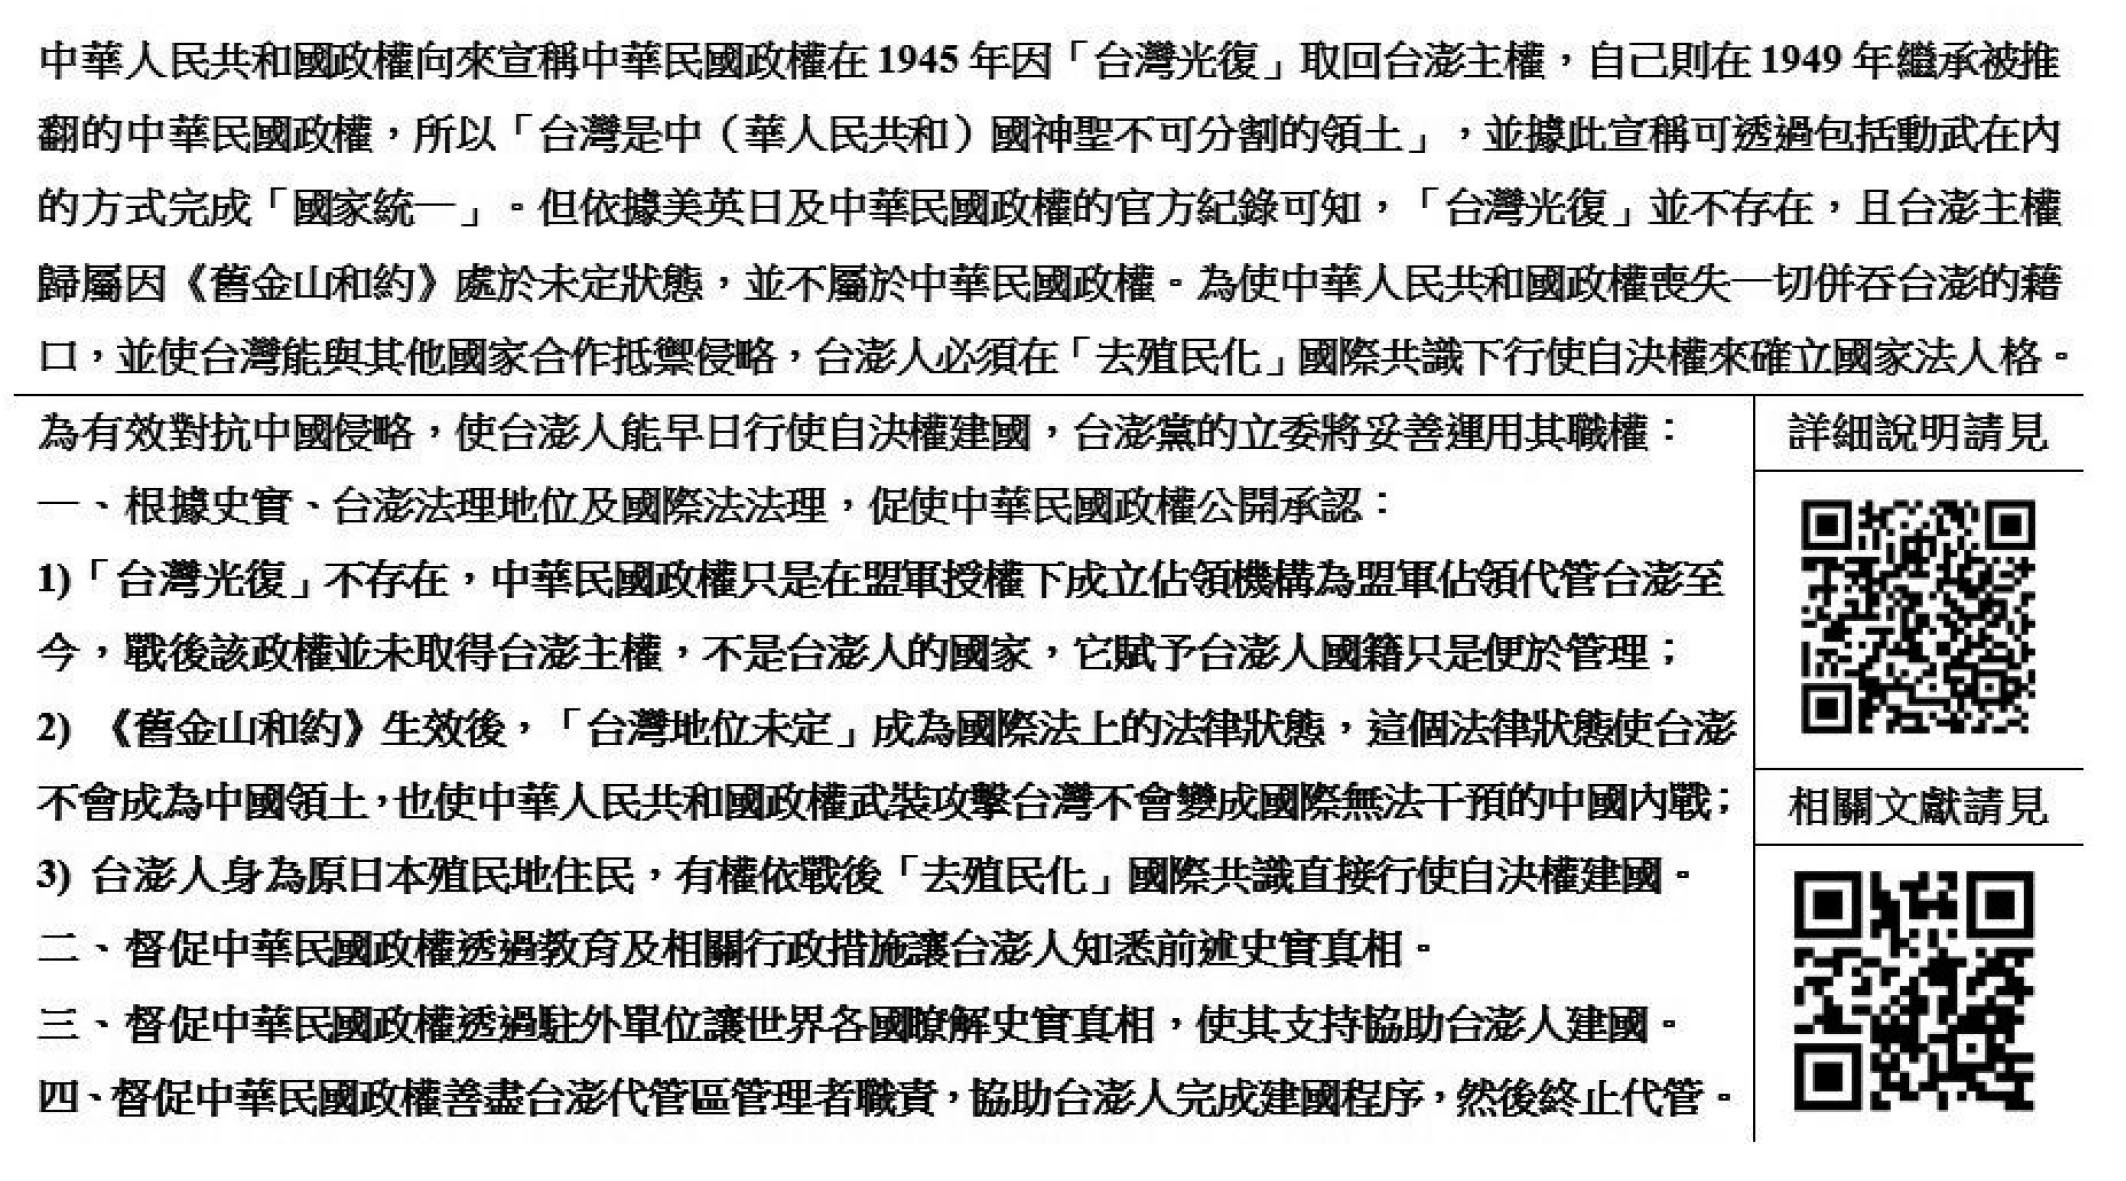 中華人民共和國政權向來宣稱中華民國政權在 1945 年因「台灣光復」取回台澎主權，自己則在 1949 年繼承被推
翻的中華民國政權，所以「台灣是中（華人民共和）國神聖不可分割的領土」，並據此宣稱可透過包括動武在內
的方式完成「國家統一」。但依據美英日及中華民國政權的官方紀錄可知，「台灣光復」並不存在，且台澎主權
歸屬因《舊金山和約》處於未定狀態，並不屬於中華民國政權。為使中華人民共和國政權喪失一切併吞台澎的藉
口，並使台灣能與其他國家合作抵禦侵略，台澎人必須在「去殖民化」國際共識下行使自決權來確立國家法人格。
為有效對抗中國侵略，使台澎人能早日行使自決權建國，台澎黨的立委將妥善運用其職權：
一、根據史實、台澎法理地位及國際法法理，促使中華民國政權公開承認：
1)「台灣光復」不存在，中華民國政權只是在盟軍授權下成立佔領機構為盟軍佔領代管台澎至
今，戰後該政權並未取得台澎主權，不是台澎人的國家，它賦予台澎人國籍只是便於管理；
2) 《舊金山和約》生效後，「台灣地位未定」成為國際法上的法律狀態，這個法律狀態使台澎
不會成為中國領土，也使中華人民共和國政權武裝攻擊台灣不會變成國際無法干預的中國內戰；
3) 台澎人身為原日本殖民地住民，有權依戰後「去殖民化」國際共識直接行使自決權建國。
二、督促中華民國政權透過教育及相關行政措施讓台澎人知悉前述史實真相。
三、督促中華民國政權透過駐外單位讓世界各國瞭解史實真相，使其支持協助台澎人建國。
四、督促中華民國政權善盡台澎代管區管理者職責，協助台澎人完成建國程序，然後終止代管。
詳細說明請見
相關文獻請見